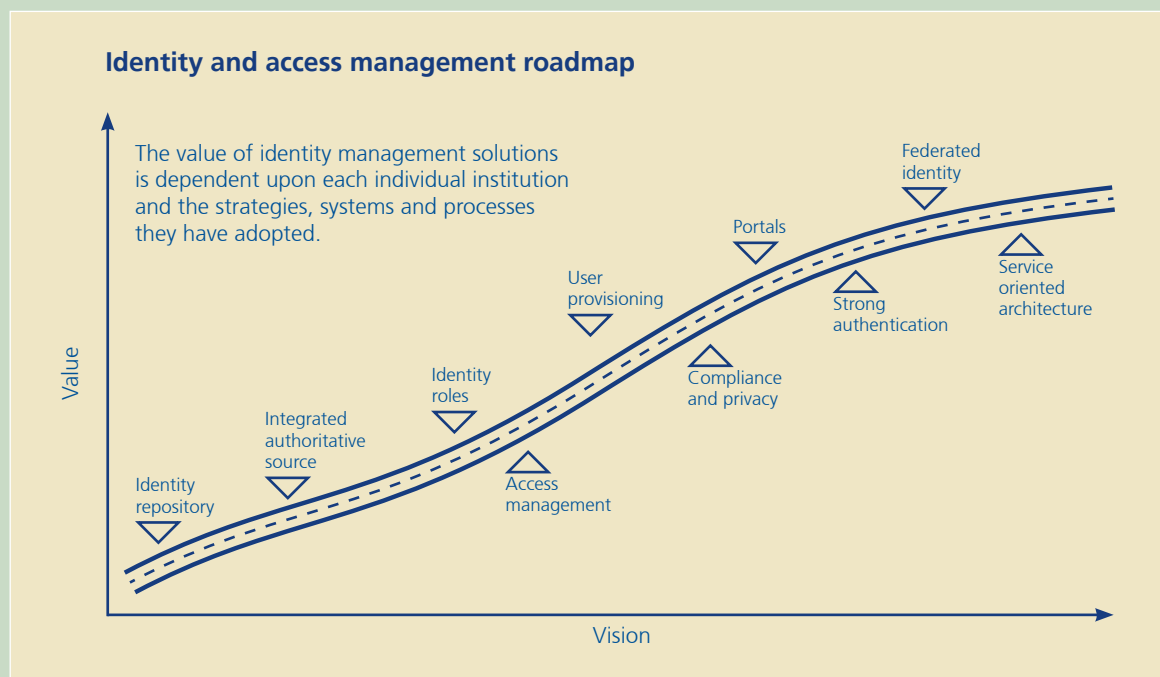 Identity and access management roadmap
The value of identity management solutions
is dependent upon each individual institution
and the strategies, systems and processes
they have adopted.
Value
Identity
repository
Integrated
authoritative
source
Identity
roles
Access
management
User
provisioning
Compliance
and privacy
Portals
Strong
authentication
Federated
identity
Service
oriented
architecture
Vision